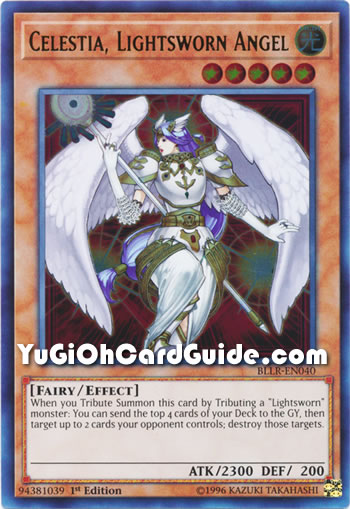 CELESTIA, LIGHTSWORN ANGEL 光
YuGiOhCardGuide.com
BLLR-EN040
[FAIRY/EFFECT]
When you Tribute Summon this card by Tributing a "Lightsworn"
monster: You can send the top 4 cards of your Deck to the GY, then
target up to 2 cards your opponent controls; destroy those targets.
ATK/2300 DEF/ 200
94381039 1st Edition ©1996 KAZUKI TAKAHASHI